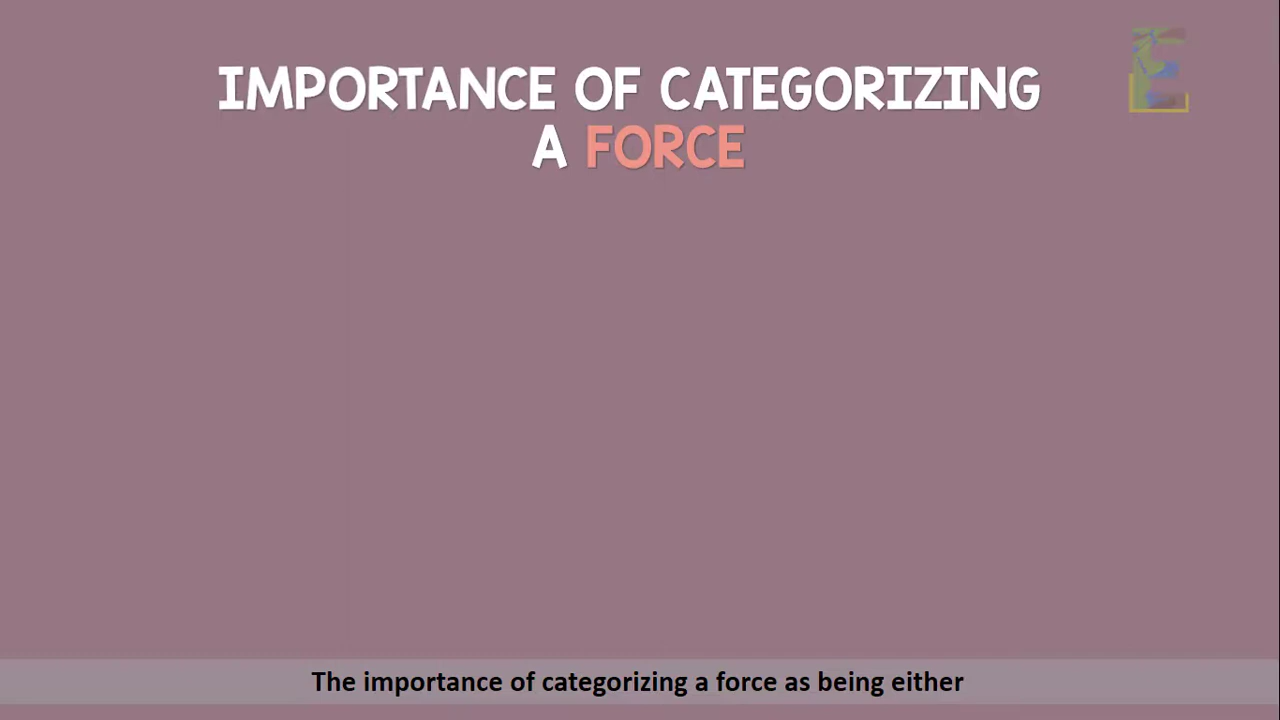 IMPORTANCE OF CATEGORIZING
A FORCE
E
The importance of categorizing a force as being either